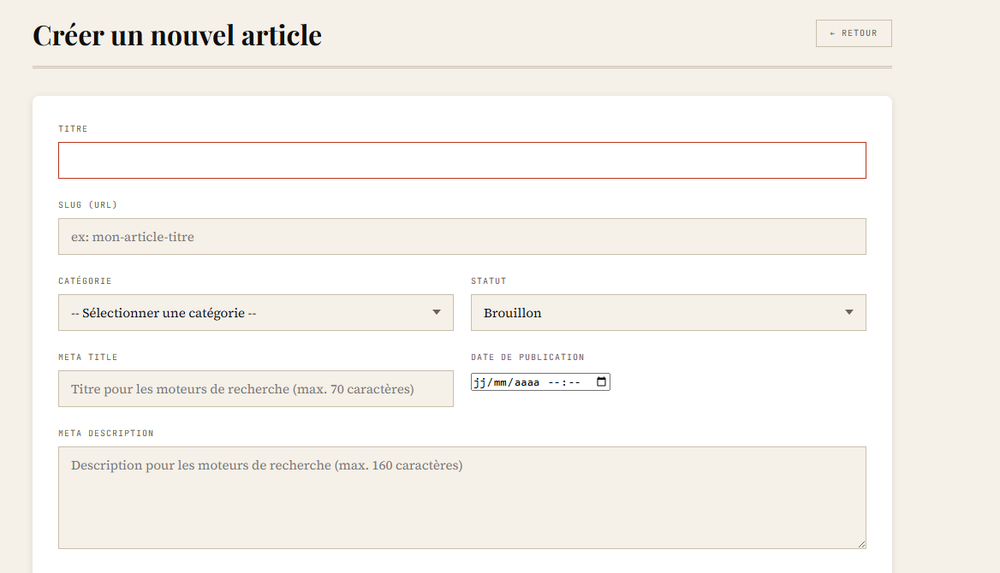 Créer un nouvel article
← RETOUR
TITRE
SLUG (URL)
ex: mon-article-titre
CATÉGORIE
STATUT
-- Sélectionner une catégorie --
Brouillon
META TITLE
DATE DE PUBLICATION
Titre pour les moteurs de recherche (max. 70 caractères)
jj/mm/aaaa --:--
META DESCRIPTION
Description pour les moteurs de recherche (max. 160 caractères)